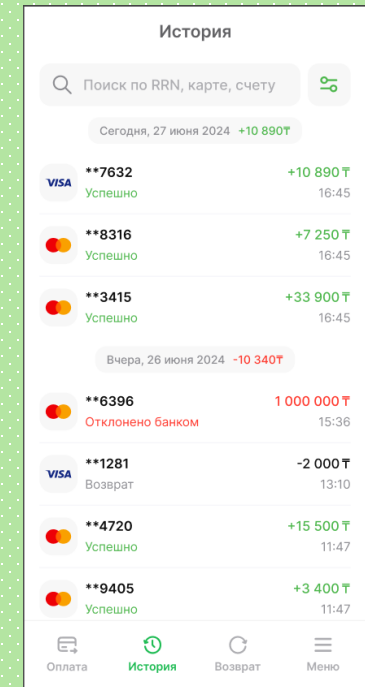 История
Поиск по RRN, карте, счету
Сегодня, 27 июня 2024 +10 890₸
VISA **7632 +10 890 ₸
Успешно 16:45
**8316 +7 250 ₸
Успешно 16:45
**3415 +33 900 ₸
Успешно 16:45
Вчера, 26 июня 2024 -10 340₸
**6396 1 000 000 ₸
Отклонено банком 15:36
VISA **1281 -2 000 ₸
Возврат 13:10
**4720 +15 500 ₸
Успешно 11:47
**9405 +3 400 ₸
Успешно 11:47
Оплата История Возврат Меню